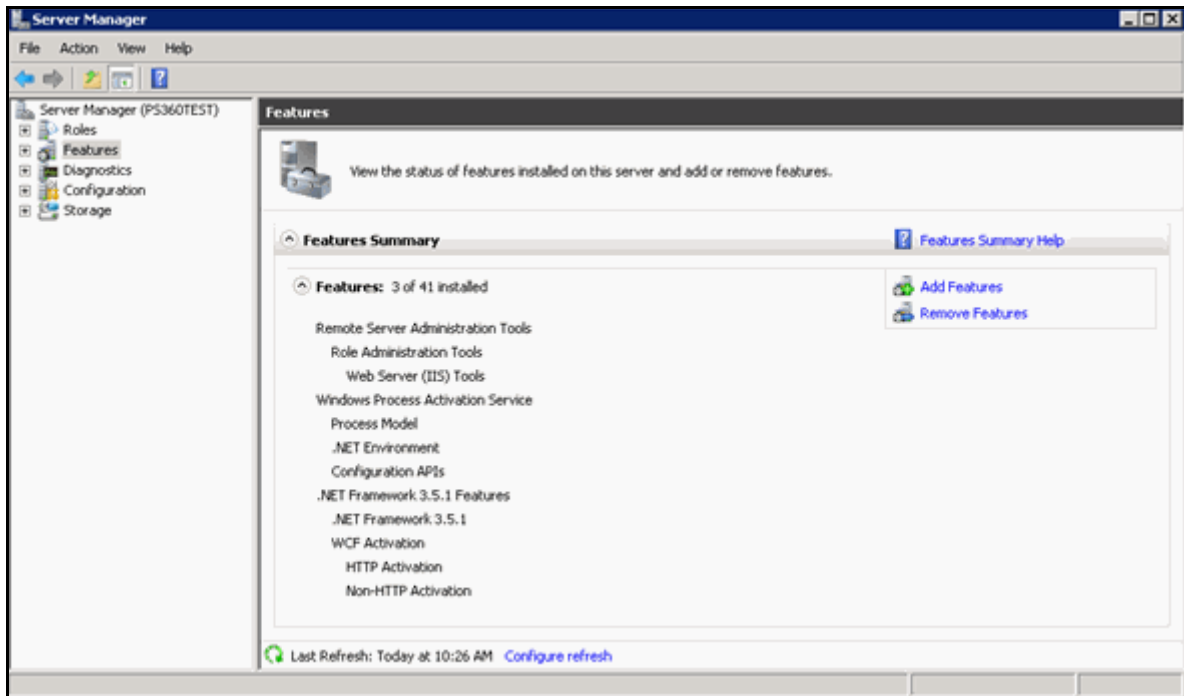 Server Manager
File Action View Help
Server Manager (PS360TEST)
Roles
Features
Diagnostics
Configuration
Storage
Features
View the status of features installed on this server and add or remove features.
Features Summary
Features Summary Help
Features: 3 of 41 installed
Add Features
Remove Features
Remote Server Administration Tools
Role Administration Tools
Web Server (IIS) Tools
Windows Process Activation Service
Process Model
.NET Environment
Configuration APIs
.NET Framework 3.5.1 Features
.NET Framework 3.5.1
WCF Activation
HTTP Activation
Non-HTTP Activation
Last Refresh: Today at 10:26 AM Configure refresh